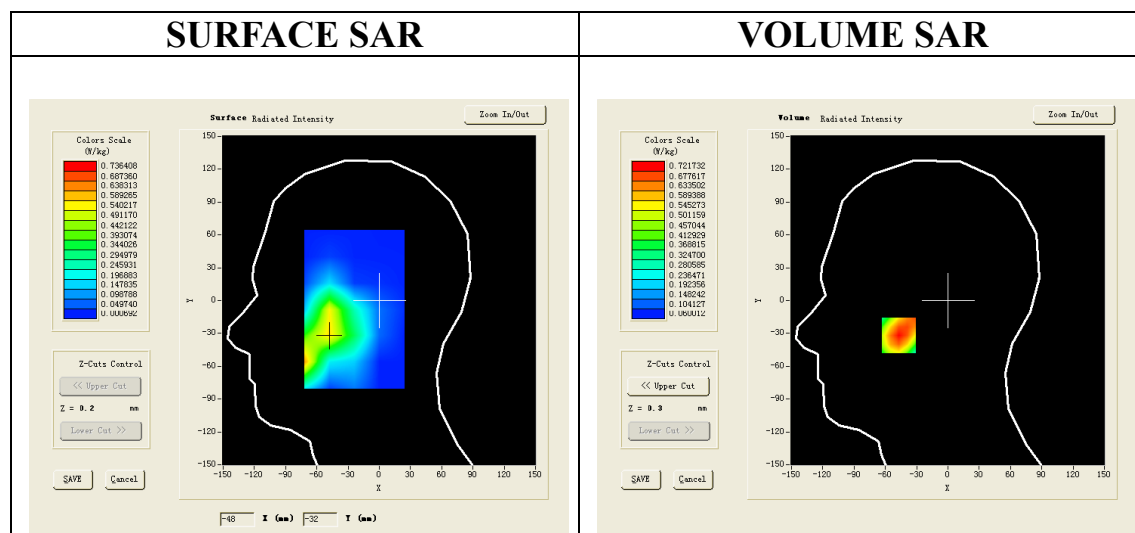 SURFACE SAR
VOLUME SAR
Surface Radiated Intensity
Zoom In/Out
Colors Scale
(W/kg)
0.736408
0.687360
0.638313
0.589265
0.540217
0.491170
0.442122
0.393074
0.344026
0.294979
0.245931
0.196883
0.147835
0.098788
0.049740
0.000692
Z-Cuts Control
<< Upper Cut
Z = 0.2 mm
Lower Cut >>
SAVE
Cancel
150
120
90
60
30
0
-30
-60
-90
-120
-150
Y
-150 -120 -90 -60 -30 0 30 60 90 120 150
X
-48 X (mm) -32 Y (mm)
Volume Radiated Intensity
Zoom In/Out
Colors Scale
(W/kg)
0.721732
0.677617
0.633502
0.589388
0.545273
0.501159
0.457044
0.412929
0.368815
0.324700
0.280585
0.236471
0.192356
0.148242
0.104127
0.060012
Z-Cuts Control
<< Upper Cut
Z = 0.3 mm
Lower Cut >>
SAVE
Cancel
150
120
90
60
30
0
-30
-60
-90
-120
-150
Y
-150 -120 -90 -60 -30 0 30 60 90 120 150
X